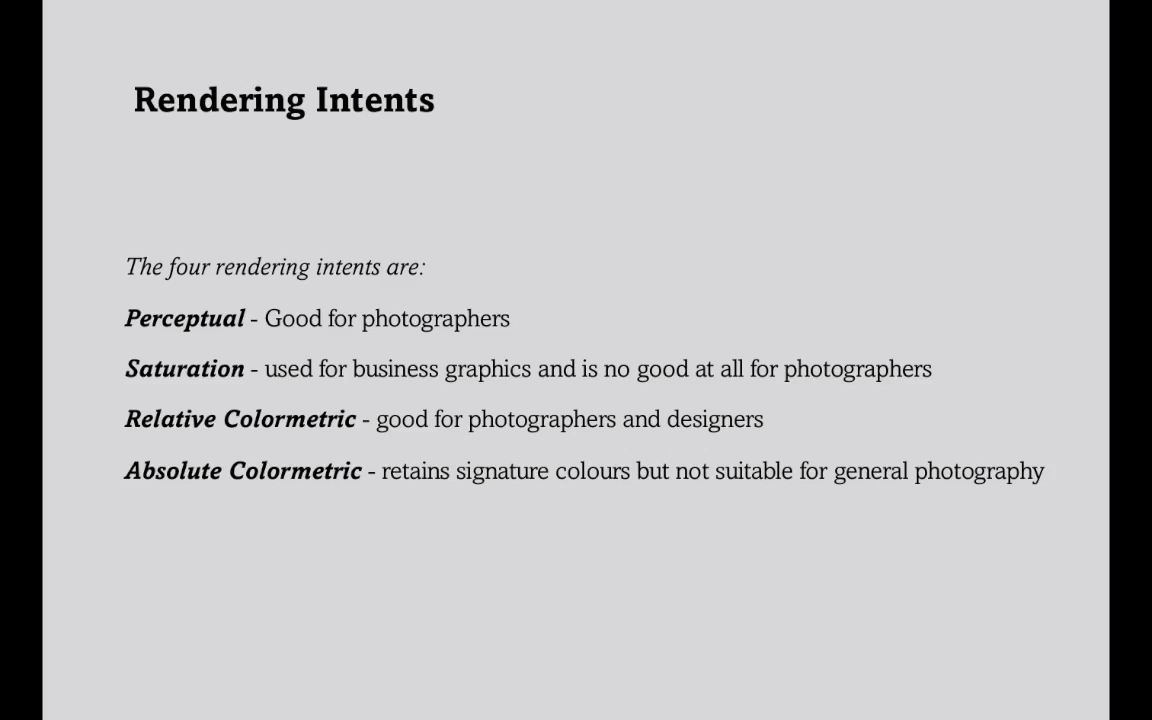 Rendering Intents
The four rendering intents are:
Perceptual - Good for photographers
Saturation - used for business graphics and is no good at all for photographers
Relative Colormetric - good for photographers and designers
Absolute Colormetric - retains signature colours but not suitable for general photography